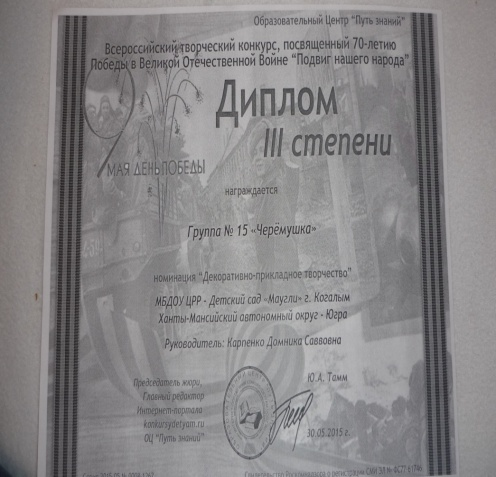 Образовательный Центр "Путь знаний"
Всероссийский творческий конкурс, посвященный 70-летию
Победы в Великой Отечественной Войне "Подвиг нашего народа"
Диплом
III степени
9
МАЯ ДЕНЬ ПОБЕДЫ
награждается
Группа № 15 «Черёмушка»
номинация "Декоративно-прикладное творчество"
МБДОУ ЦРР - Детский сад «Маугли» г. Когалым
Ханты-Мансийский автономный округ - Югра
Руководитель: Карпенко Домника Саввовна
Председатель жюри,
Главный редактор
Интернет-портала
konkursydetyam.ru
ОЦ "Путь знаний"
Ю.А. Тамм
30.05.2015 г.
Свидетельство Роскомнадзора о регистрации СМИ ЭЛ № ФС77 61746